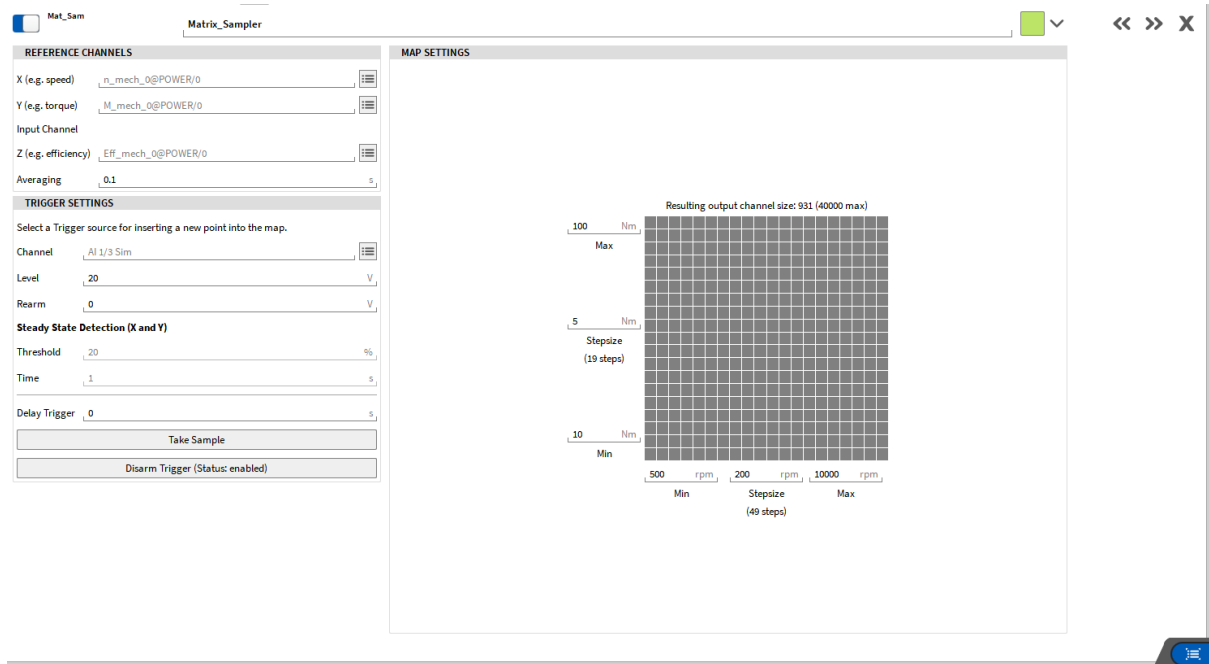 Mat_Sam
Matrix_Sampler
REFERENCE CHANNELS
X (e.g. speed) n_mech_0@POWER/0
Y (e.g. torque) M_mech_0@POWER/0
Input Channel
Z (e.g. efficiency) Eff_mech_0@POWER/0
Averaging 0.1 s
TRIGGER SETTINGS
Select a Trigger source for inserting a new point into the map.
Channel AI 1/3 Sim
Level 20 V
Rearm 0 V
Steady State Detection (X and Y)
Threshold 20 %
Time 1 s
Delay Trigger 0 s
Take Sample
Disarm Trigger (Status: enabled)
MAP SETTINGS
Resulting output channel size: 931 (40000 max)
100 Nm
Max
5 Nm
Stepsize
(19 steps)
10 Nm
Min
500 rpm 200 rpm 10000 rpm
Min Stepsize Max
(49 steps)